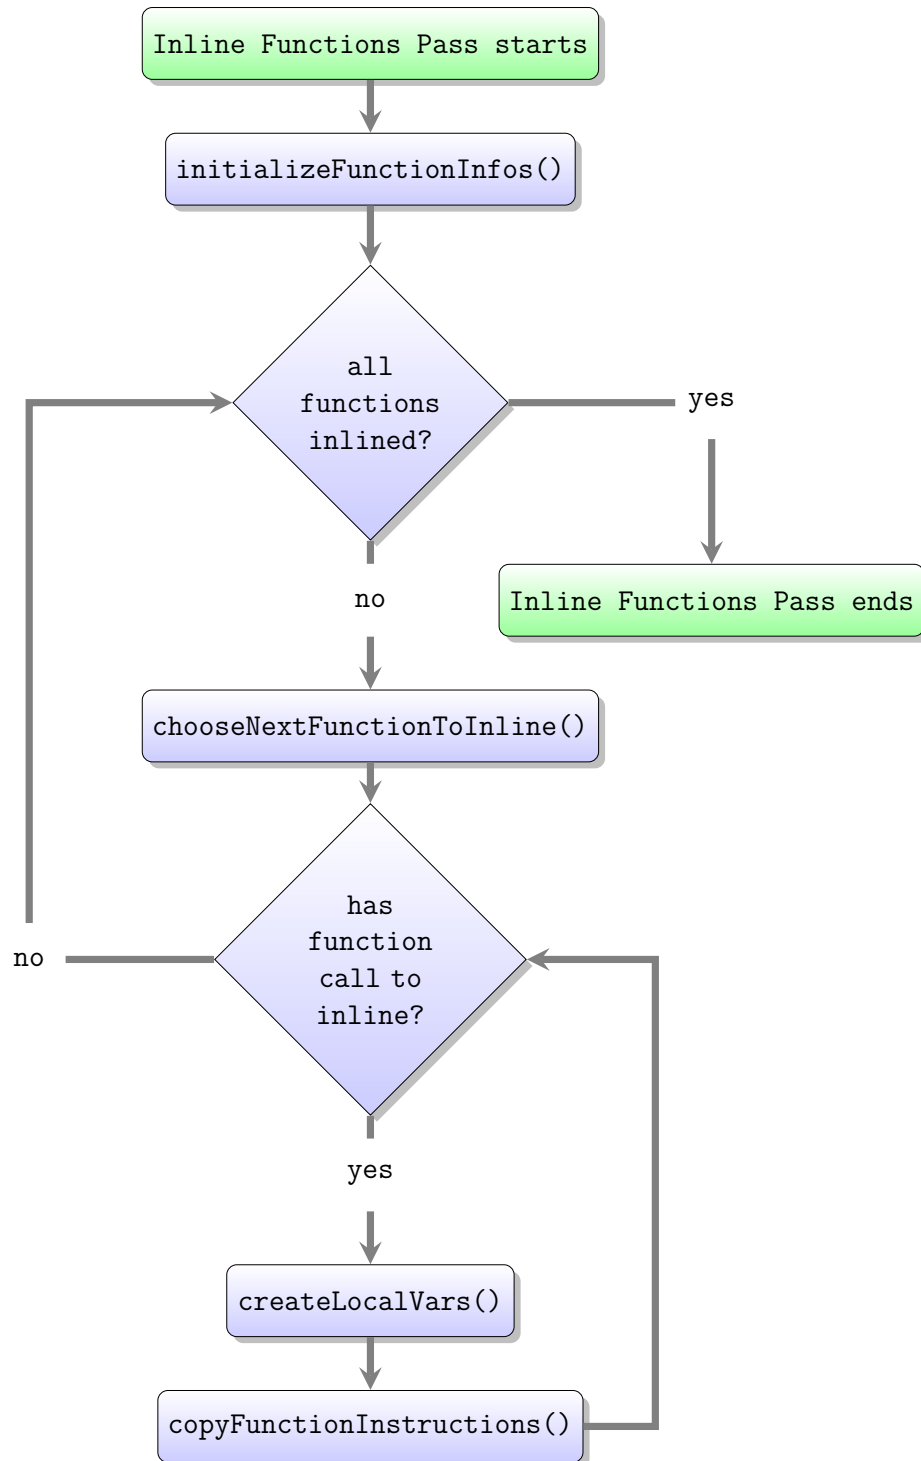 Inline Functions Pass starts
initializeFunctionInfos()
all
functions
inlined?
yes
no
Inline Functions Pass ends
chooseNextFunctionToInline()
has
function
call to
inline?
no
yes
createLocalVars()
copyFunctionInstructions()